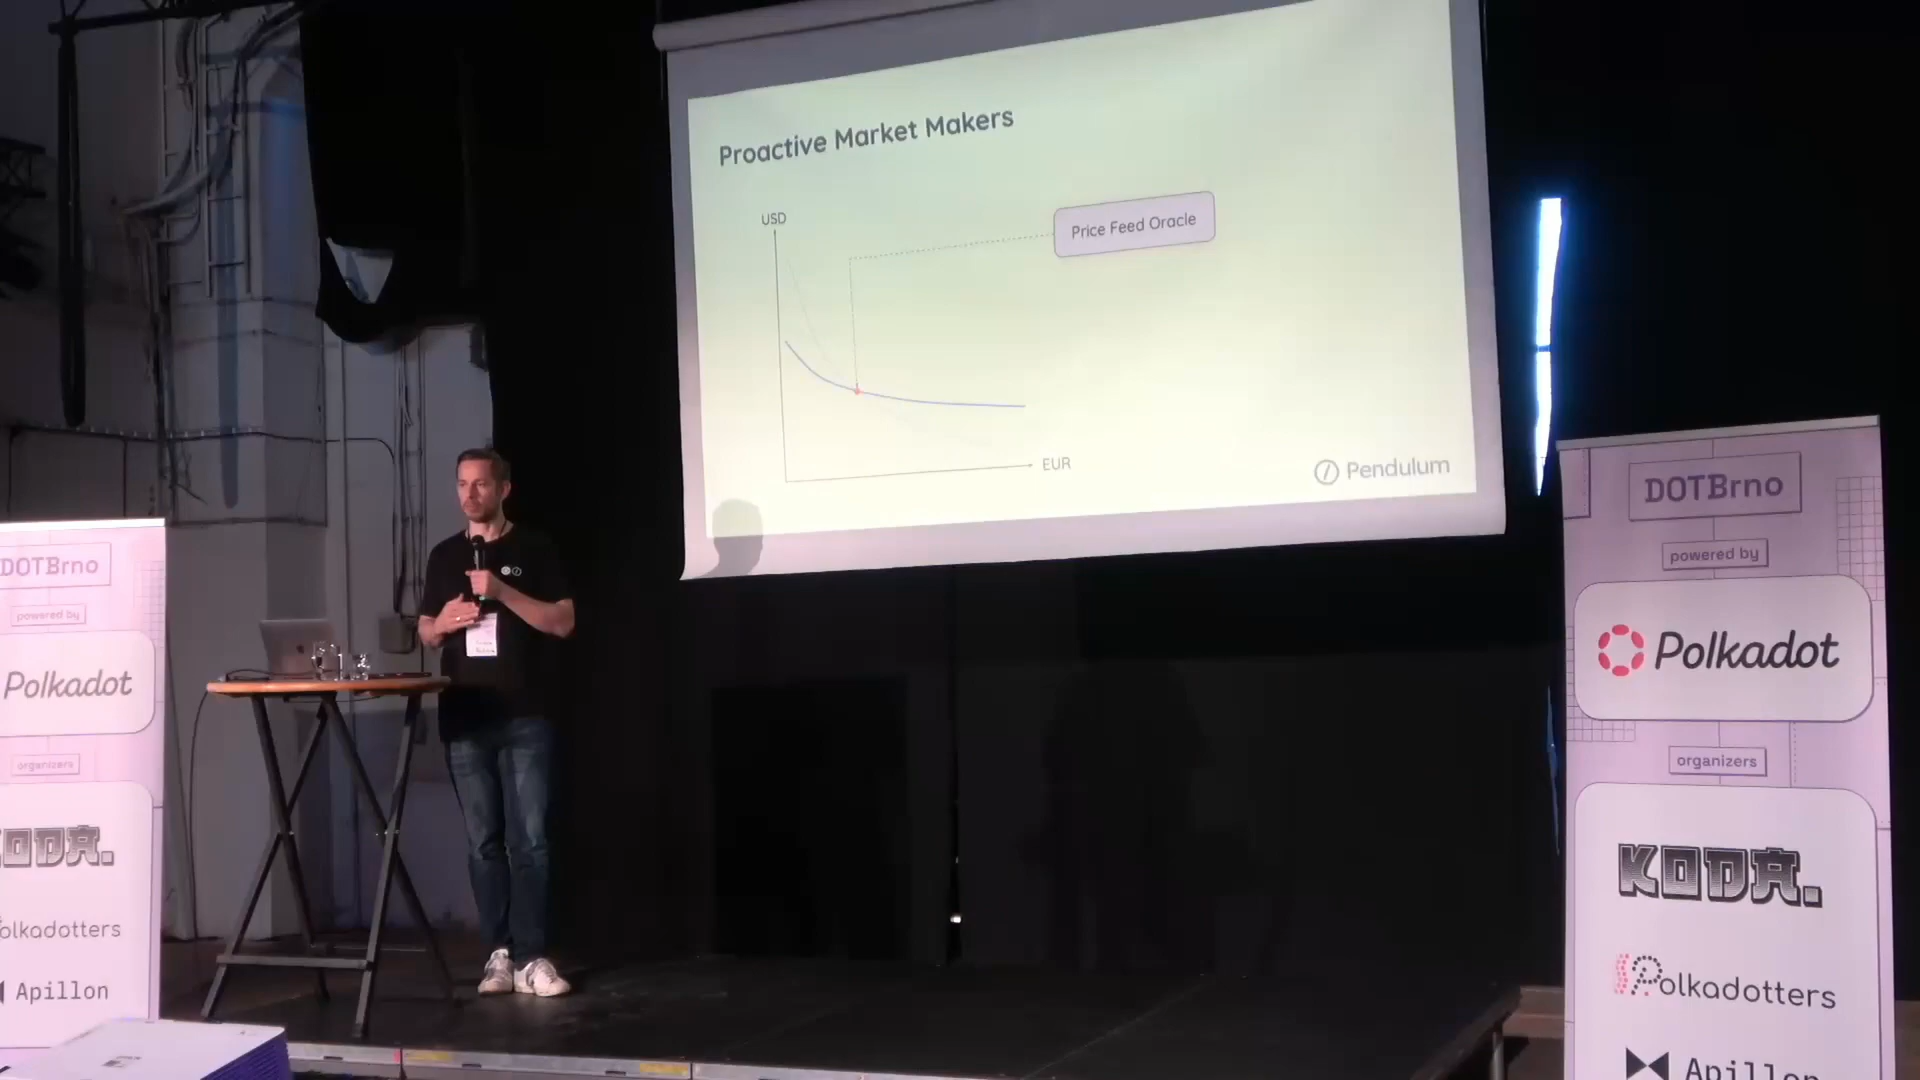 Proactive Market Makers
USD
Price Feed Oracle
EUR
Pendulum
DOTBrno
powered by
Polkadot
organizers
KODA.
olkadotters
Apillon
DOTBrno
powered by
Polkadot
organizers
KODA.
Polkadotters
Apillon